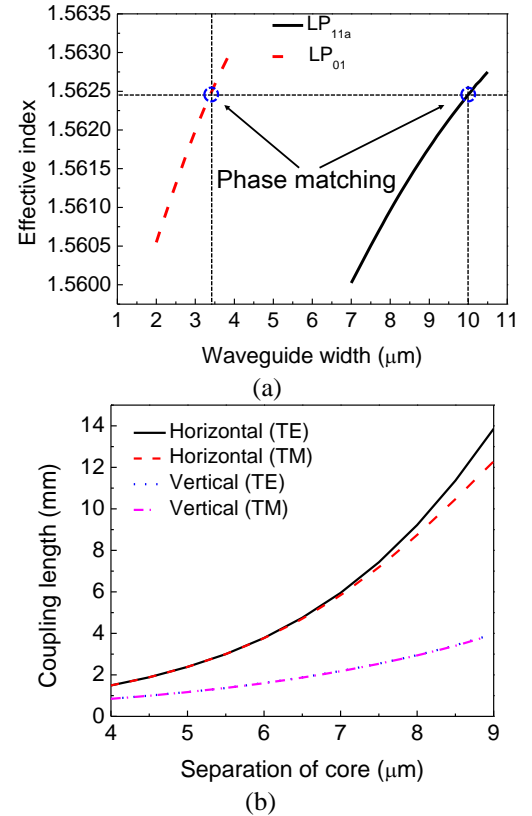 1.5635
1.5630
1.5625
1.5620
1.5615
1.5610
1.5605
1.5600
Effective index
LP11a
LP01
Phase matching
1 2 3 4 5 6 7 8 9 10 11
Waveguide width (μm)
(a)
14
12
10
8
6
4
2
0
Coupling length (mm)
Horizontal (TE)
Horizontal (TM)
Vertical (TE)
Vertical (TM)
4 5 6 7 8 9
Separation of core (μm)
(b)